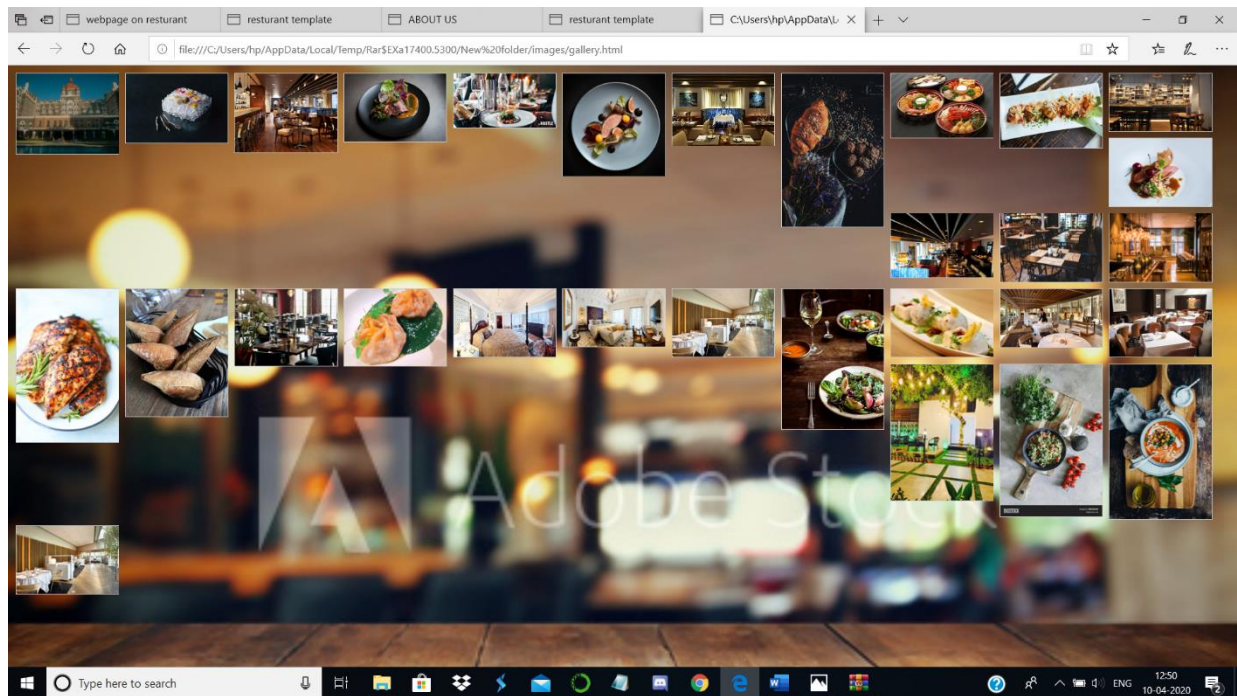 webpage on resturant
resturant template
ABOUT US
resturant template
C:\Users\hp\AppData\L
file:///C:/Users/hp/AppData/Local/Temp/Rar$EXa17400.5300/New%20folder/images/gallery.html
Adobe Stock
Type here to search
ENG
12:50
10-04-2020